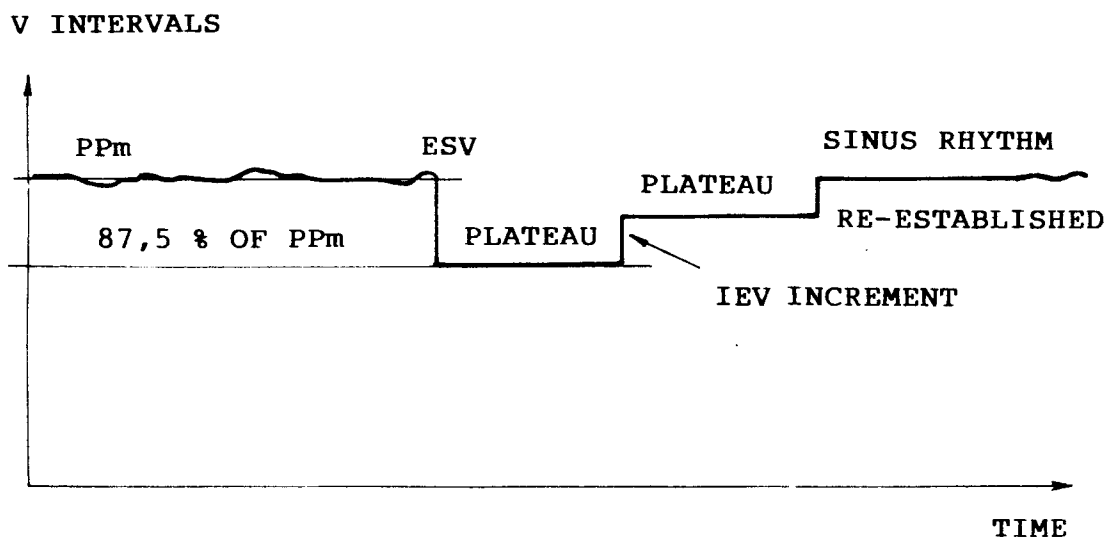 V INTERVALS
PPm
ESV
SINUS RHYTHM
PLATEAU
RE-ESTABLISHED
87,5 % OF PPm
PLATEAU
IEV INCREMENT
TIME